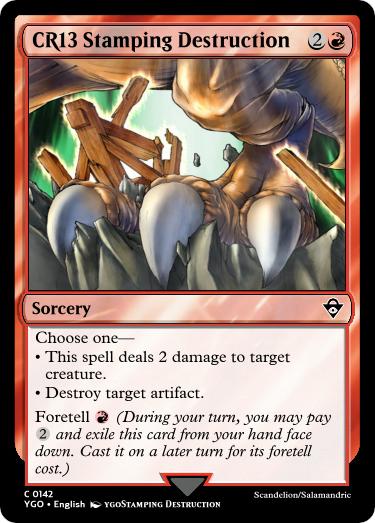 CR13 Stamping Destruction 2
Sorcery
Choose one—
• This spell deals 2 damage to target
creature.
• Destroy target artifact.
Foretell (During your turn, you may pay
2 and exile this card from your hand face
down. Cast it on a later turn for its foretell
cost.)
C 0142
YGO • English YGOStamping Destruction
Scandelion/Salamandric